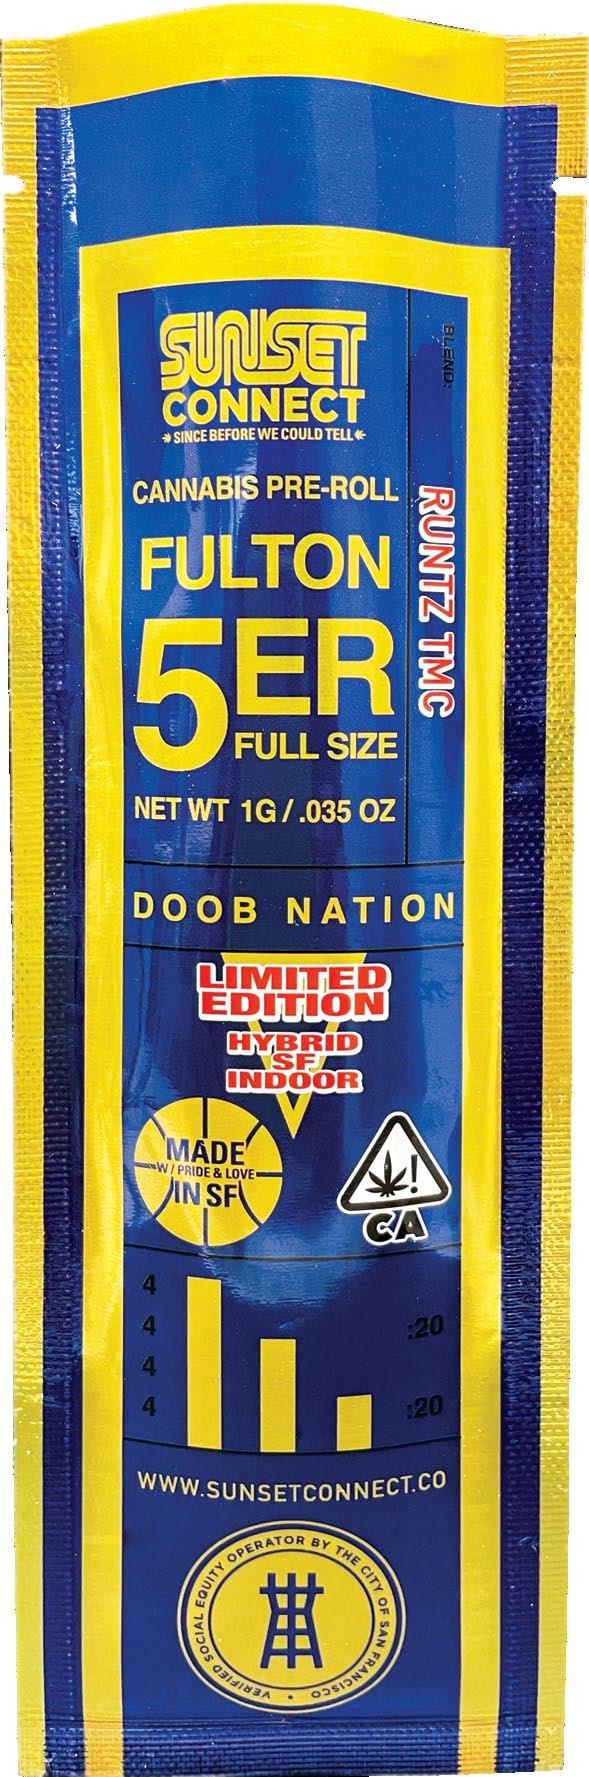 SUNSET
CONNECT
SINCE BEFORE WE COULD TELL
BLEND:
RUNTZ TMC
CANNABIS PRE-ROLL
FULTON
5ER
FULL SIZE
NET WT 1G / .035 OZ
DOOB NATION
LIMITED
EDITION
HYBRID
SF
INDOOR
MADE
W/ PRIDE & LOVE
IN SF
!
CA
4
4 :20
4
4 :20
WWW.SUNSETCONNECT.CO
VERIFIED SOCIAL EQUITY OPERATOR BY THE CITY OF SAN FRANCISCO